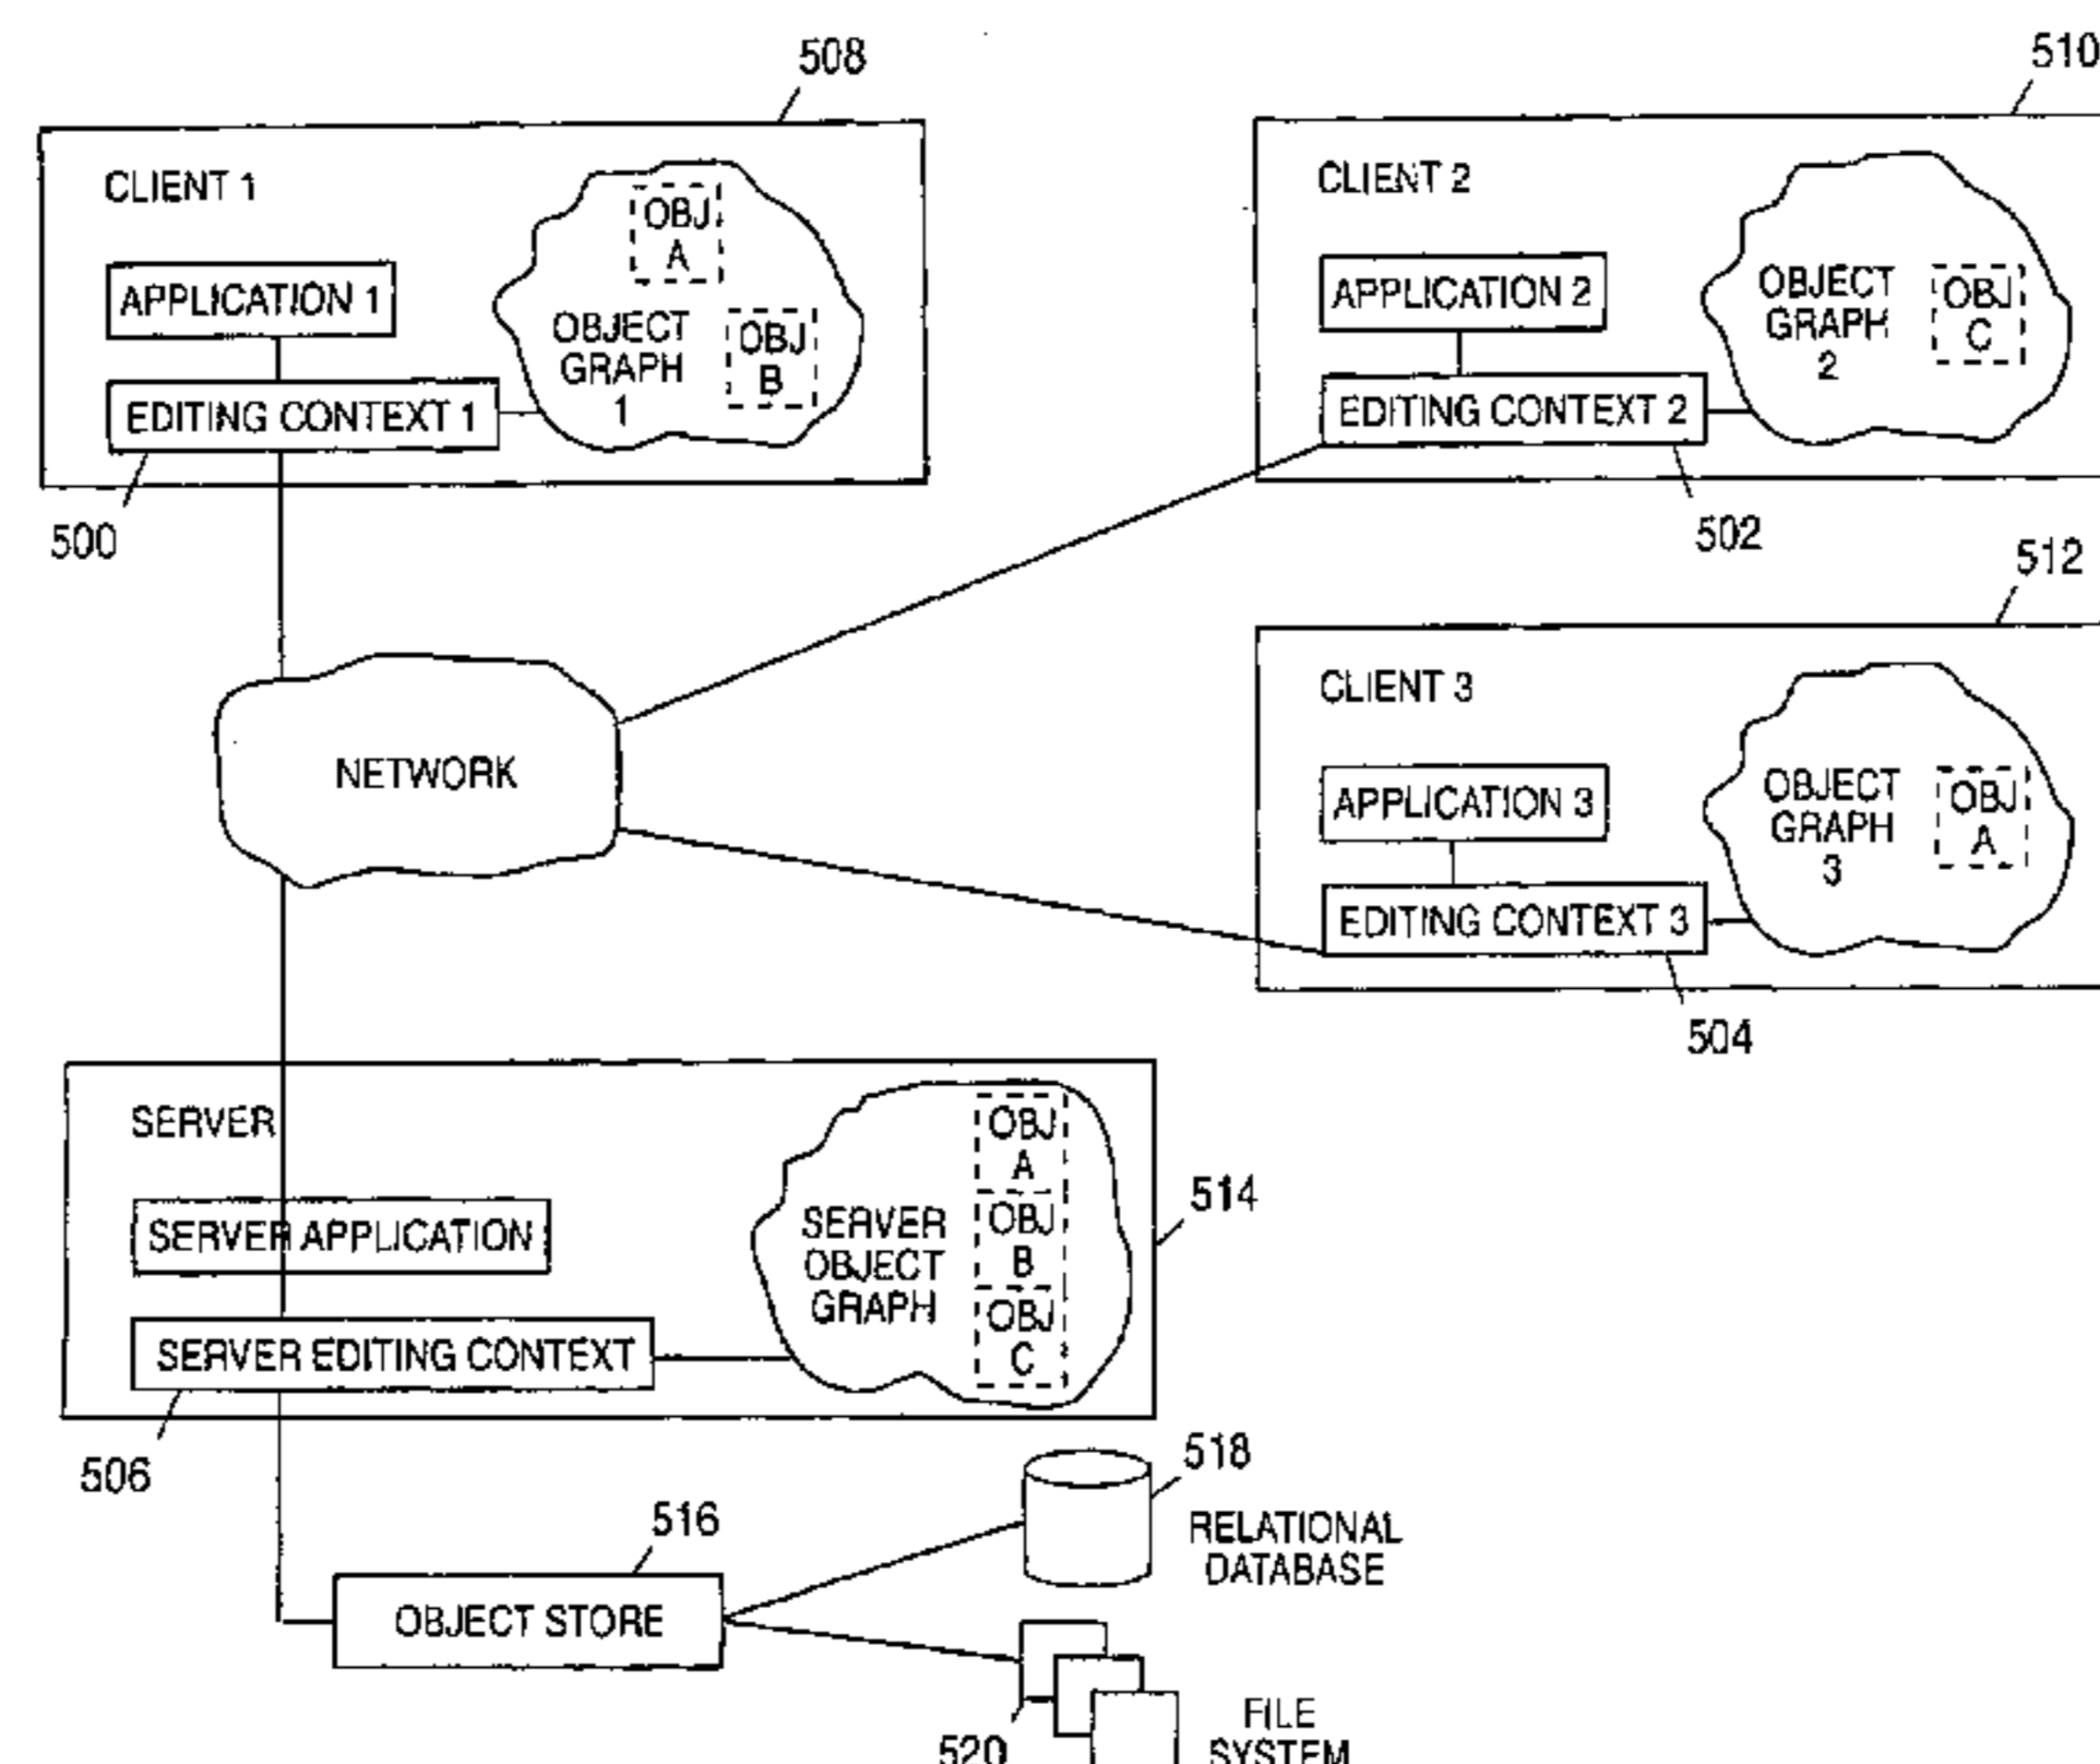 508
510
CLIENT 1
OBJ
A
APPLICATION 1
OBJECT
GRAPH
1
OBJ
B
EDITING CONTEXT 1
500
CLIENT 2
APPLICATION 2
OBJECT
GRAPH
2
OBJ
C
EDITING CONTEXT 2
502
512
CLIENT 3
APPLICATION 3
OBJECT
GRAPH
3
OBJ
A
EDITING CONTEXT 3
504
NETWORK
SERVER
SERVER APPLICATION
SERVER
OBJECT
GRAPH
OBJ
A
OBJ
B
OBJ
C
514
SERVER EDITING CONTEXT
506
516
OBJECT STORE
518
RELATIONAL
DATABASE
520
FILE
SYSTEM